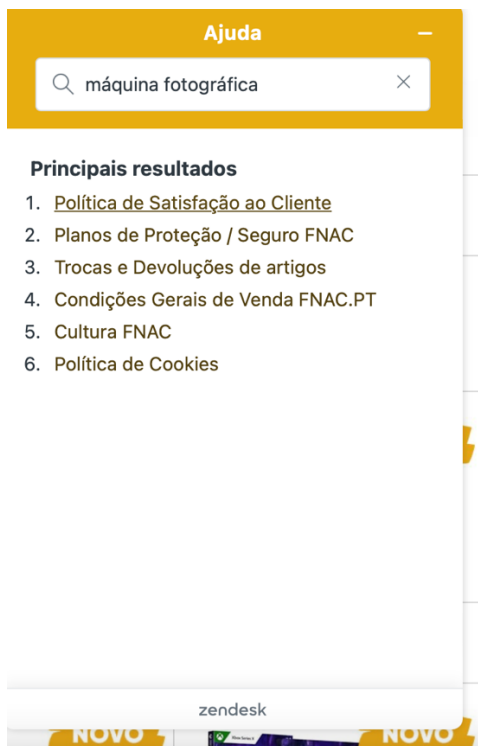 Ajuda
máquina fotográfica
Principais resultados
1. Política de Satisfação ao Cliente
2. Planos de Proteção / Seguro FNAC
3. Trocas e Devoluções de artigos
4. Condições Gerais de Venda FNAC.PT
5. Cultura FNAC
6. Política de Cookies
zendesk
NOVO NOVO